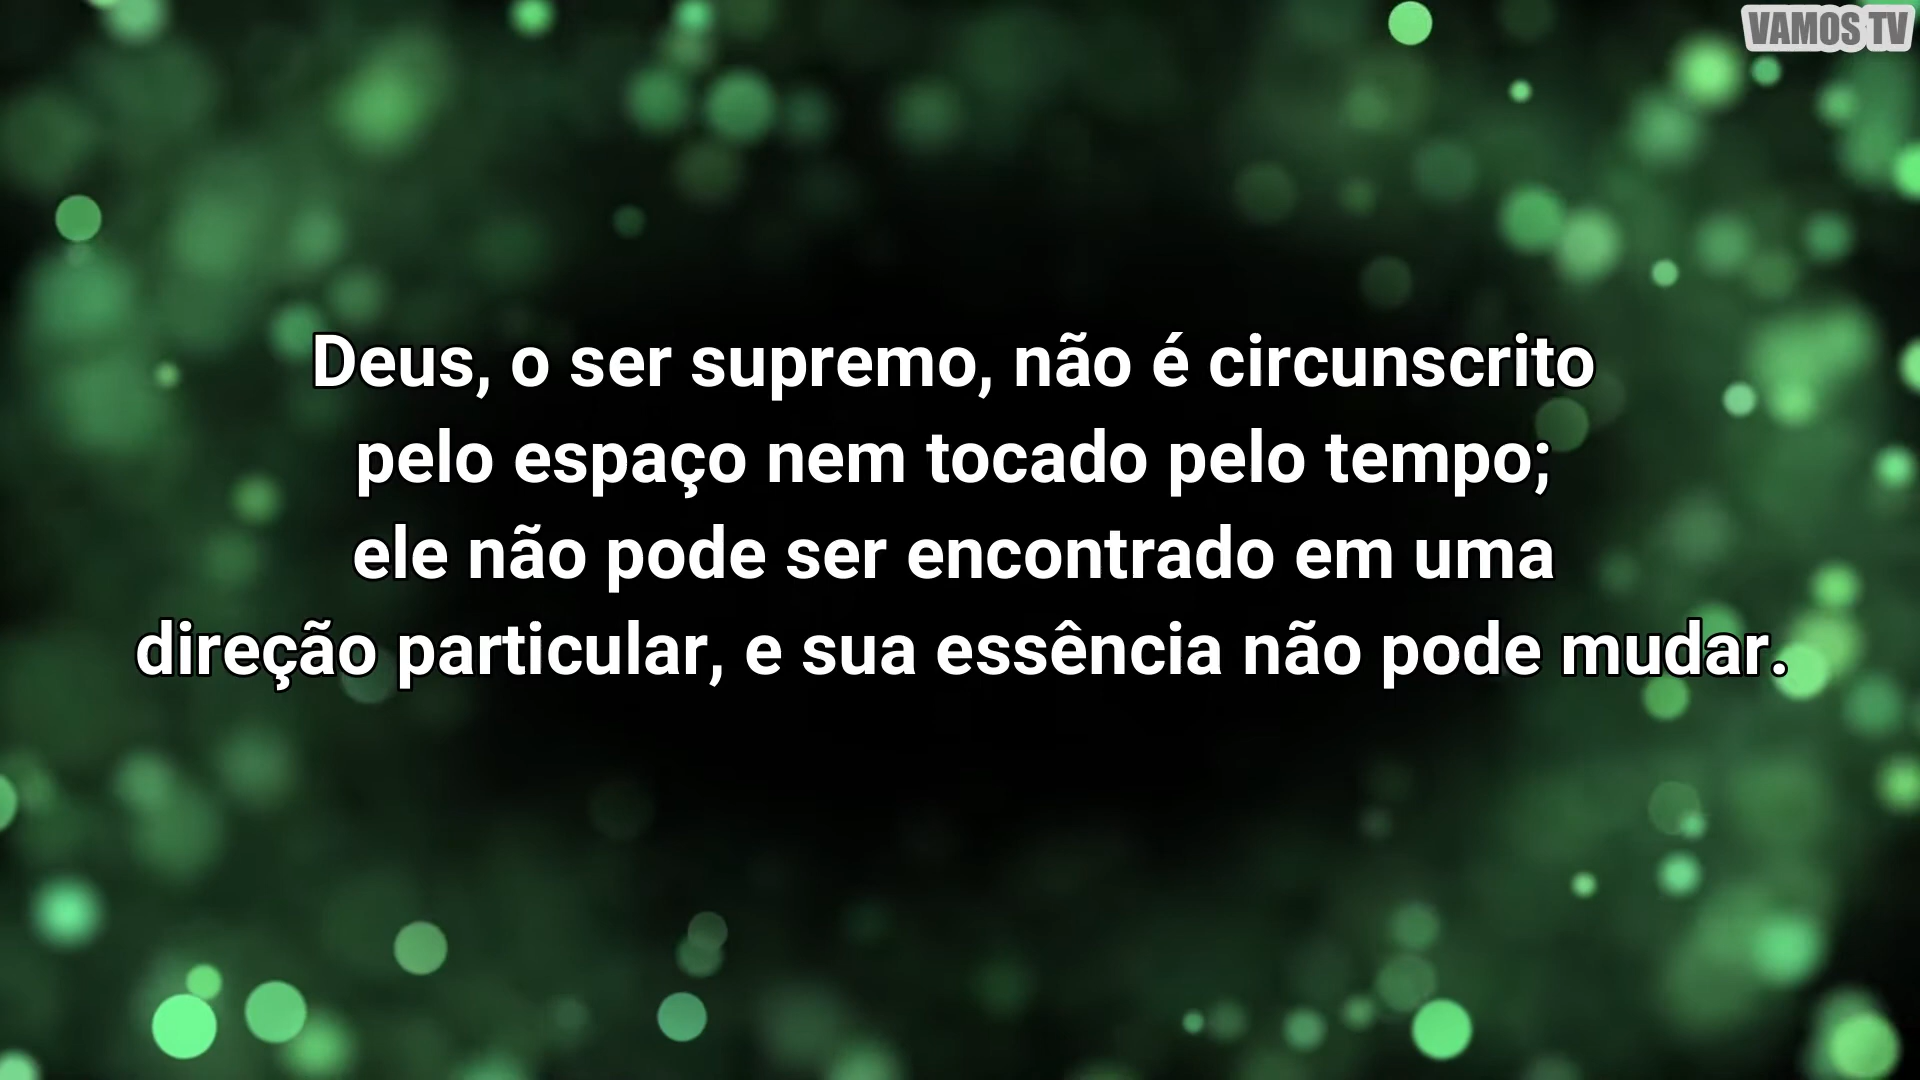 VAMOS TV
Deus, o ser supremo, não é circunscrito
pelo espaço nem tocado pelo tempo;
ele não pode ser encontrado em uma
direção particular, e sua essência não pode mudar.